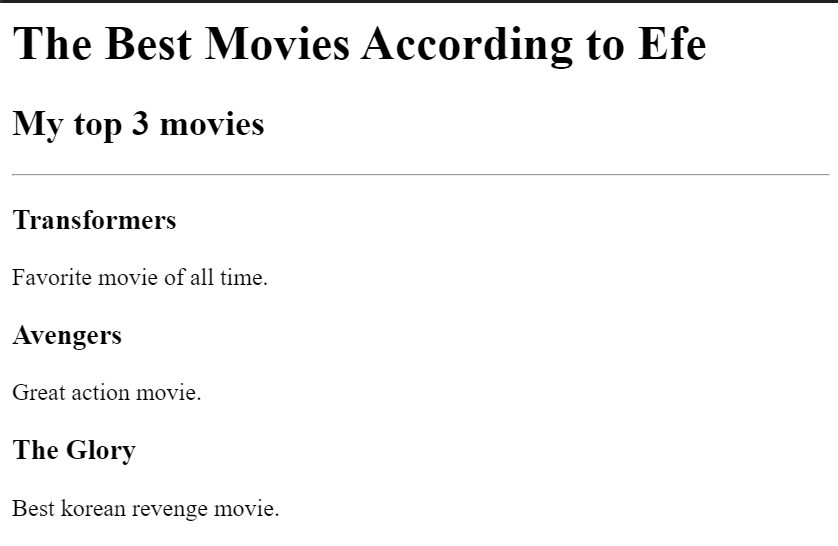 The Best Movies According to Efe
My top 3 movies
Transformers
Favorite movie of all time.
Avengers
Great action movie.
The Glory
Best korean revenge movie.